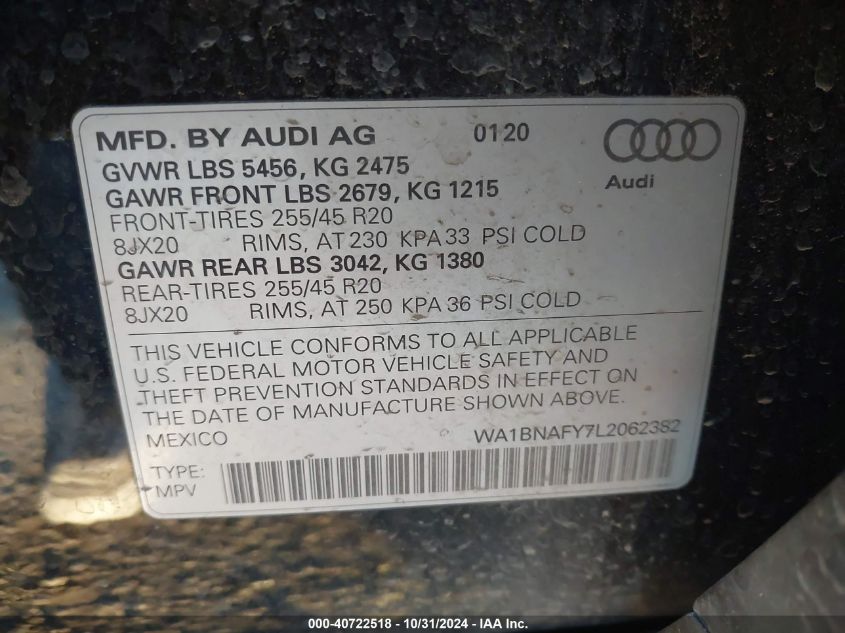 MFD. BY AUDI AG 0120
GVWR LBS 5456, KG 2475
GAWR FRONT LBS 2679, KG 1215
Audi
FRONT-TIRES 255/45 R20
8JX20 RIMS, AT 230 KPA 33 PSI COLD
GAWR REAR LBS 3042, KG 1380
REAR-TIRES 255/45 R20
8JX20 RIMS, AT 250 KPA 36 PSI COLD
THIS VEHICLE CONFORMS TO ALL APPLICABLE
U.S. FEDERAL MOTOR VEHICLE SAFETY AND
THEFT PREVENTION STANDARDS IN EFFECT ON
THE DATE OF MANUFACTURE SHOWN ABOVE.
MEXICO WA1BNAFY7L2062382
TYPE:
MPV
000-40722518 - 10/31/2024 - IAA Inc.